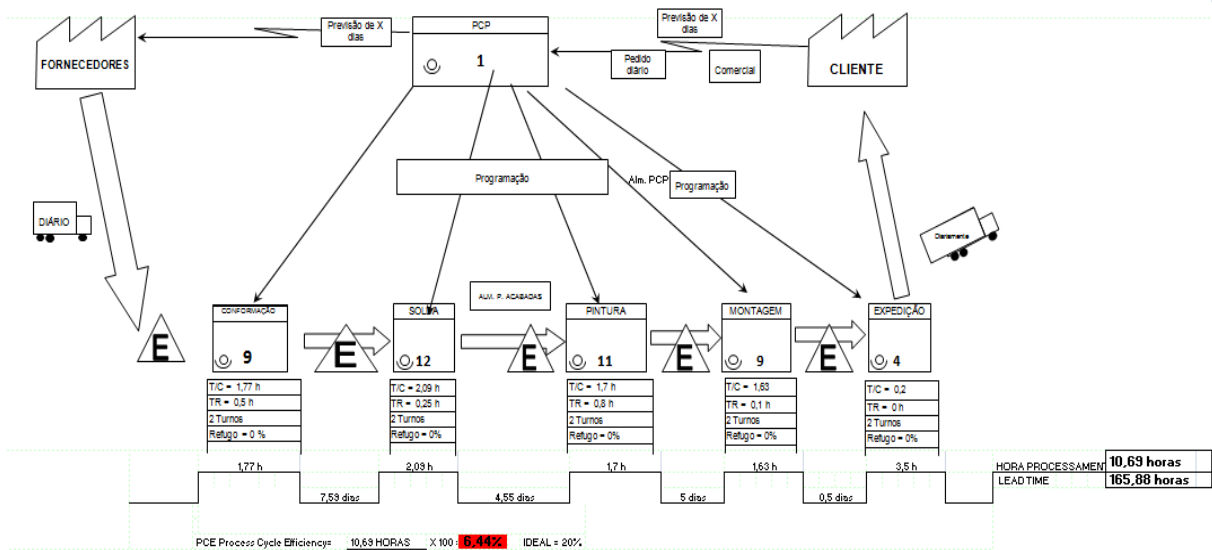 Previsão de X
dias
PCP
1
Previsão de X
dias
Pedido
diário
Comercial
FORNECEDORES
CLIENTE
Programação
Alm. PCP
Programação
DIÁRIO
Diariamente
ALM. P. ACABADAS
CONFORMAÇÃO
SOLDA
PINTURA
MONTAGEM
EXPEDIÇÃO
E
9
E
12
E
11
E
9
E
4
T/C = 1,77 h
TR = 0,5 h
2 Turnos
Refugo = 0 %
T/C = 2,09 h
TR = 0,25 h
2 Turnos
Refugo = 0%
T/C = 1,7 h
TR = 0,8 h
2 Turnos
Refugo = 0%
T/C = 1,63
TR = 0,1 h
2 Turnos
Refugo = 0%
T/C = 0,2
TR = 0 h
2 Turnos
Refugo = 0%
1,77 h
2,09 h
1,7 h
1,63 h
3,5 h
HORA PROCESSAMEN
10,69 horas
LEAD TIME
165,88 horas
7,59 dias
4,55 dias
5 dias
0,5 dias
PCE Process Cycle Efficiency= 10,69 HORAS X 100 = 6,44% IDEAL = 20%